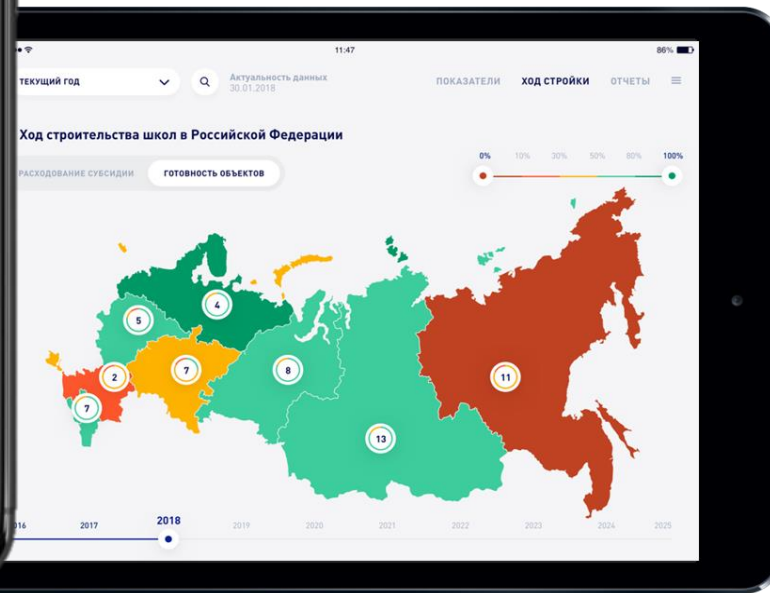 11:47
86%
ТЕКУЩИЙ ГОД
Актуальность данных
30.01.2018
ПОКАЗАТЕЛИ
ХОД СТРОЙКИ
ОТЧЕТЫ
Ход строительства школ в Российской Федерации
РАСХОДОВАНИЕ СУБСИДИИ
ГОТОВНОСТЬ ОБЪЕКТОВ
0% 10% 30% 50% 80% 100%
4
5
2
7
8
11
7
13
16 2017 2018 2019 2020 2021 2022 2023 2024 2025